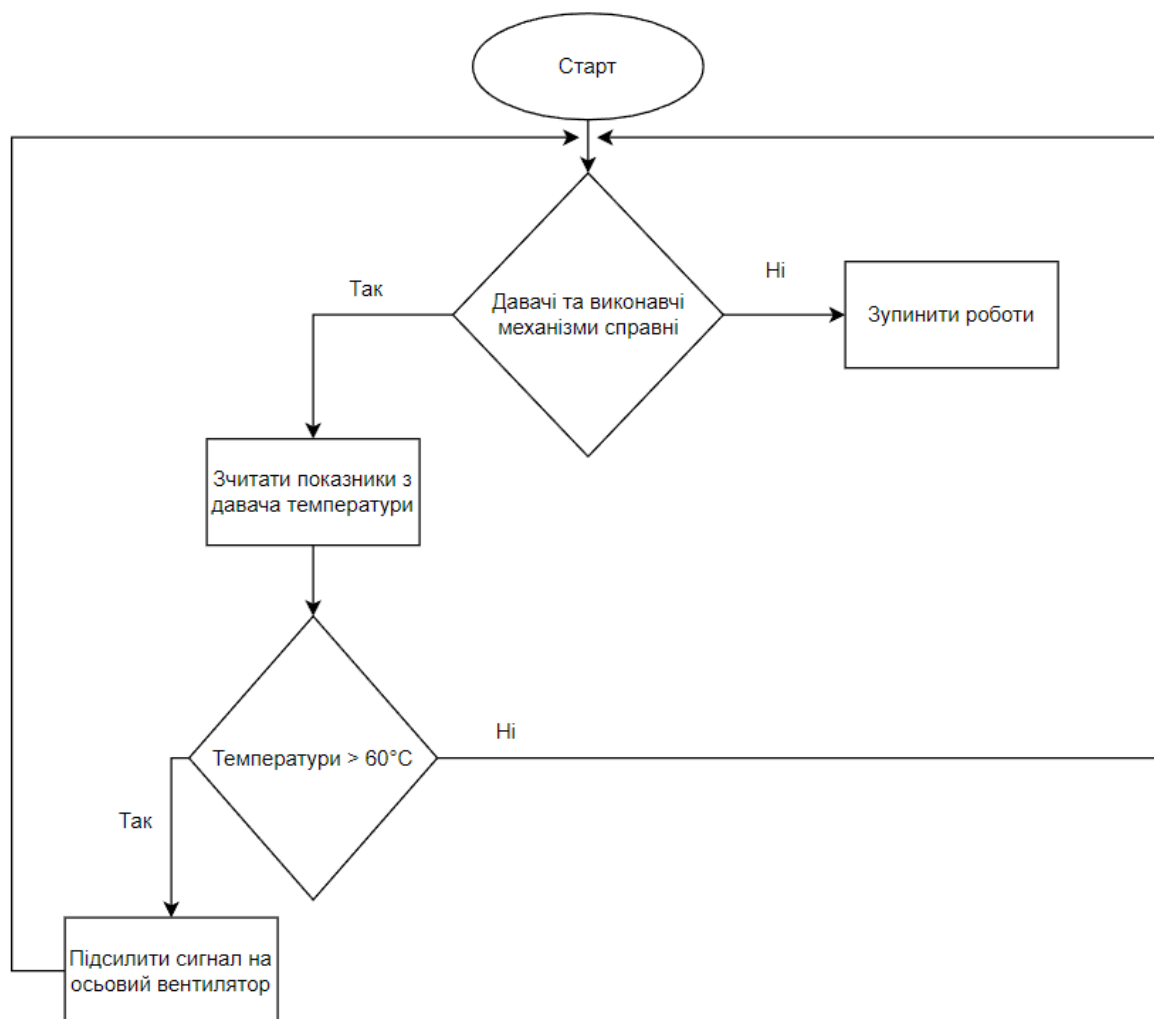 Старт
Так
Ні
Давачі та виконавчі
механізми справні
Зупинити роботи
Зчитати показники з
давача температури
Температури > 60°C
Ні
Так
Підсилити сигнал на
осьовий вентилятор